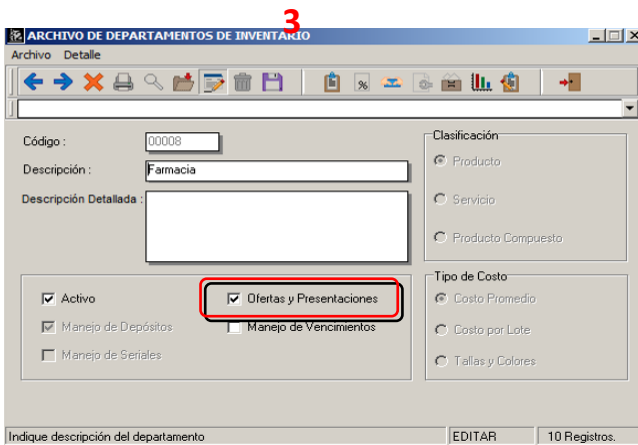 3
ARCHIVO DE DEPARTAMENTOS DE INVENTARIO
Archivo Detalle
%
Código :
00008
Descripción :
Farmacia
Descripción Detallada :
Clasificación
Producto
Servicio
Producto Compuesto
Activo
Ofertas y Presentaciones
Manejo de Depósitos
Manejo de Vencimientos
Manejo de Seriales
Tipo de Costo
Costo Promedio
Costo por Lote
Tallas y Colores
Indique descripción del departamento
EDITAR
10 Registros.